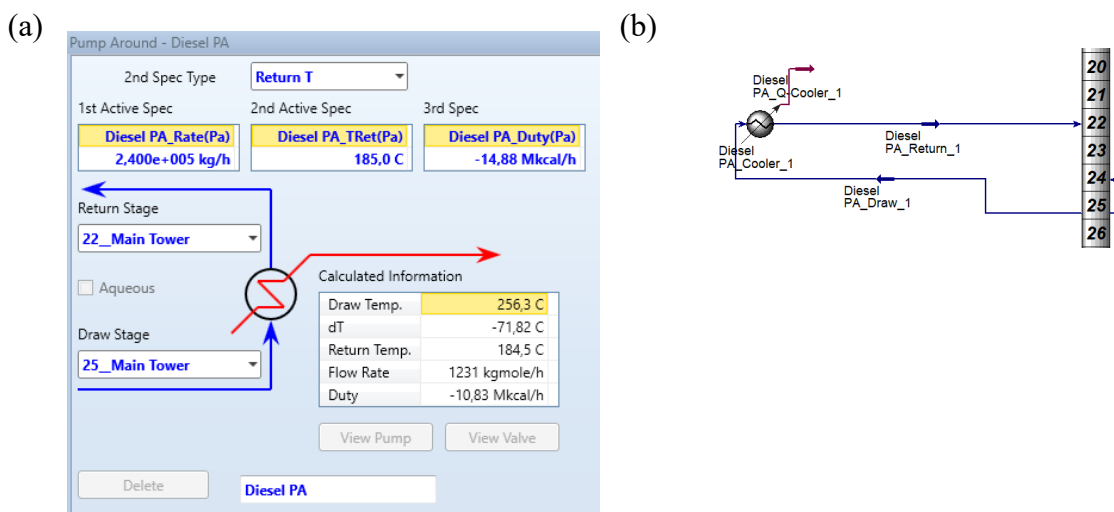 (a)
Pump Around - Diesel PA
2nd Spec Type Return T
1st Active Spec 2nd Active Spec 3rd Spec
Diesel PA_Rate(Pa) Diesel PA_TRet(Pa) Diesel PA_Duty(Pa)
2,400e+005 kg/h 185,0 C -14,88 Mkcal/h
Return Stage
22__Main Tower
Aqueous
Calculated Information
Draw Temp. 256,3 C
dT -71,82 C
Return Temp. 184,5 C
Flow Rate 1231 kgmole/h
Duty -10,83 Mkcal/h
Draw Stage
25__Main Tower
View Pump View Valve
Delete Diesel PA
(b)
Diesel
PA_Q-Cooler_1
Diesel
PA_Return_1
Diesel
PA_Cooler_1
Diesel
PA_Draw_1
20
21
22
23
24
25
26